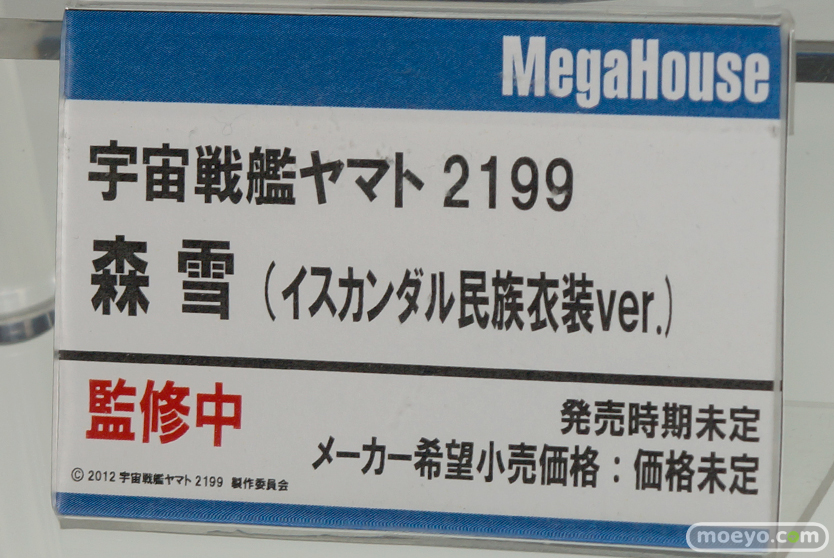 MegaHouse
宇宙戦艦ヤマト 2199
森 雪 (イスカンダル民族衣装ver.)
監修中
発売時期未定
メーカー希望小売価格:価格未定
© 2012 宇宙戦艦ヤマト 2199 製作委員会
moeyo.com